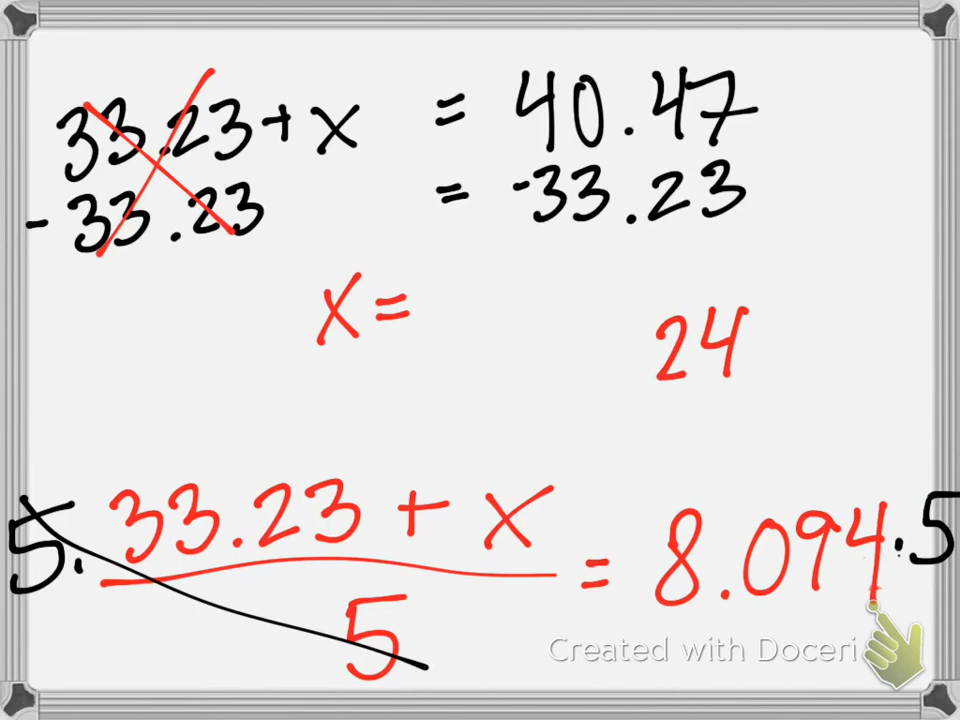 33.23 + x = 40.47
- 33.23 = -33.23
x = 24
5 . 33.23 + x = 8.094 . 5
5
Created with Doceri